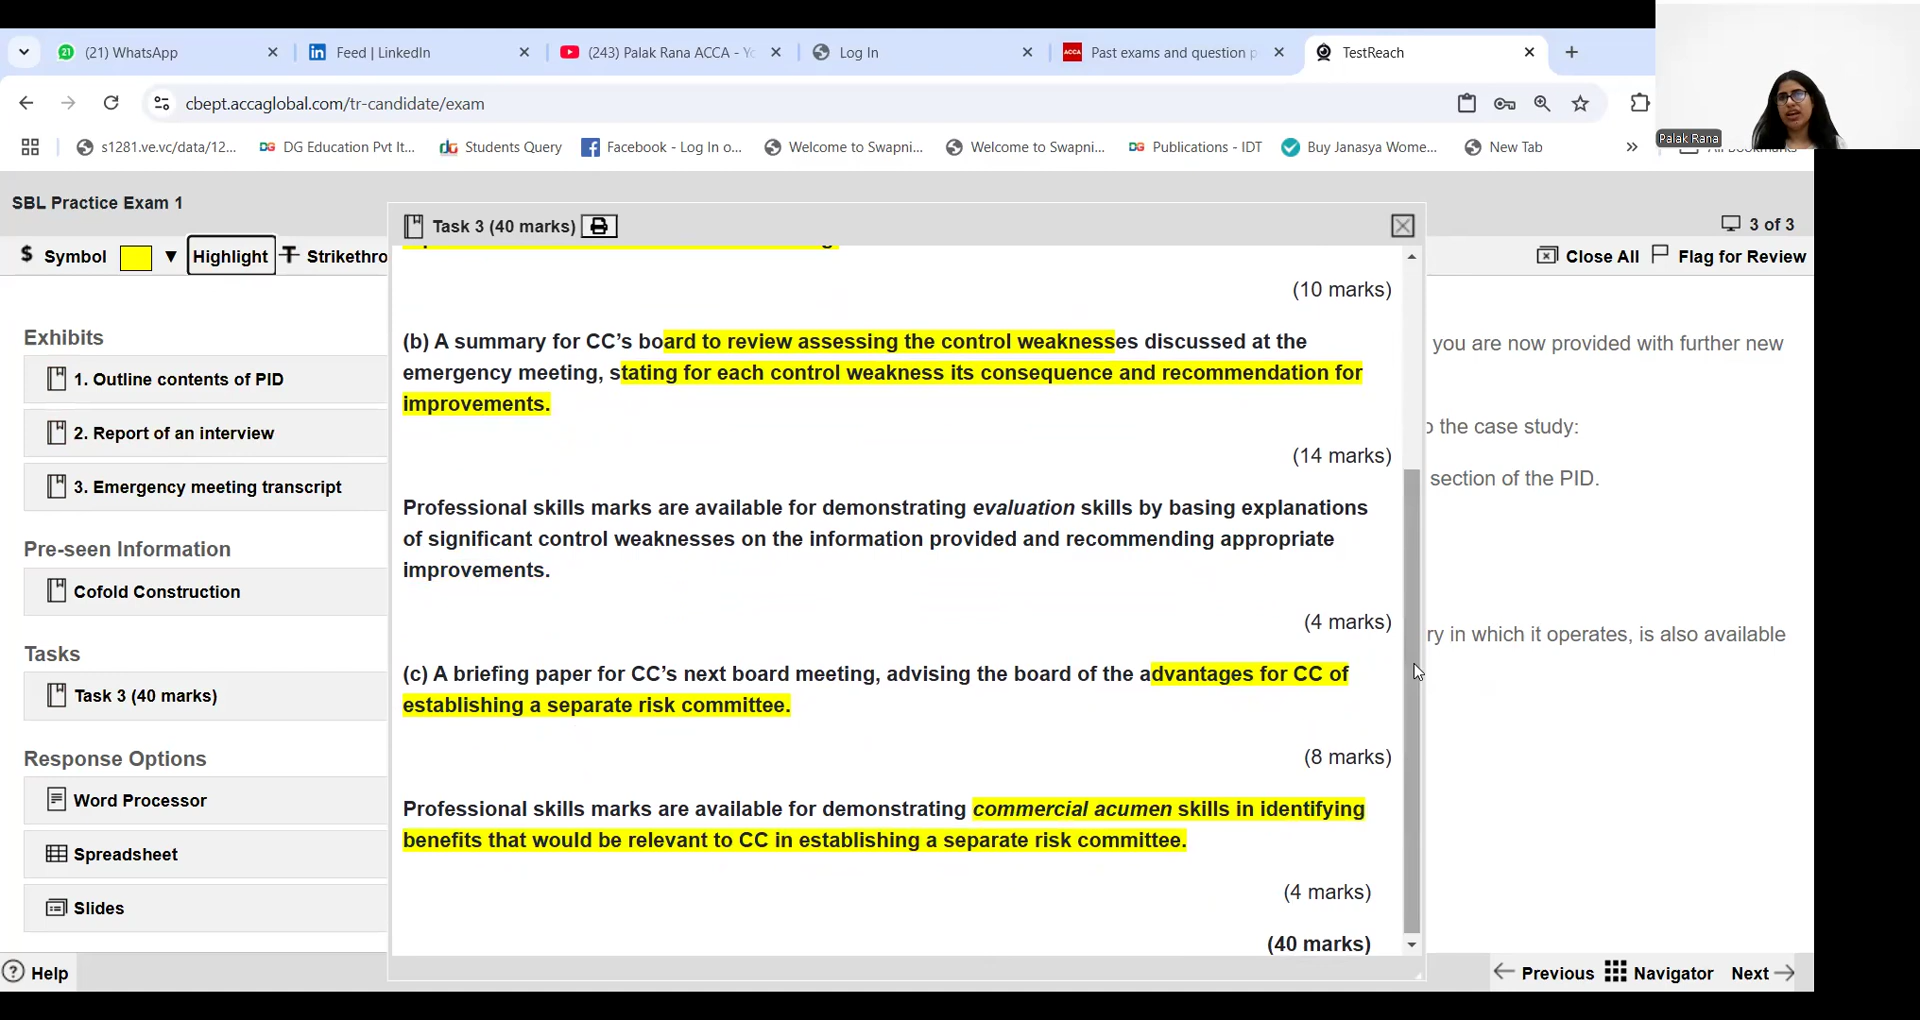 (21) WhatsApp
Feed | LinkedIn
(243) Palak Rana ACCA - Yo
Log In
Past exams and question p
TestReach
cbept.accaglobal.com/tr-candidate/exam
Palak Rana
s1281.ve.vc/data/12...
DG Education Pvt It...
Students Query
Facebook - Log In o...
Welcome to Swapni...
Welcome to Swapni...
Publications - IDT
Buy Janasya Wome...
New Tab
All Bookmarks
SBL Practice Exam 1
Task 3 (40 marks)
3 of 3
$ Symbol
Highlight
Strikethro
Close All
Flag for Review
(10 marks)
Exhibits
1. Outline contents of PID
2. Report of an interview
3. Emergency meeting transcript
Pre-seen Information
Cofold Construction
Tasks
Task 3 (40 marks)
Response Options
Word Processor
Spreadsheet
Slides
(b) A summary for CC's board to review assessing the control weaknesses discussed at the
emergency meeting, stating for each control weakness its consequence and recommendation for
improvements.
(14 marks)
Professional skills marks are available for demonstrating evaluation skills by basing explanations
of significant control weaknesses on the information provided and recommending appropriate
improvements.
(4 marks)
(c) A briefing paper for CC's next board meeting, advising the board of the advantages for CC of
establishing a separate risk committee.
(8 marks)
Professional skills marks are available for demonstrating commercial acumen skills in identifying
benefits that would be relevant to CC in establishing a separate risk committee.
(4 marks)
(40 marks)
you are now provided with further new
o the case study:
section of the PID.
ry in which it operates, is also available
Help
Previous
Navigator
Next